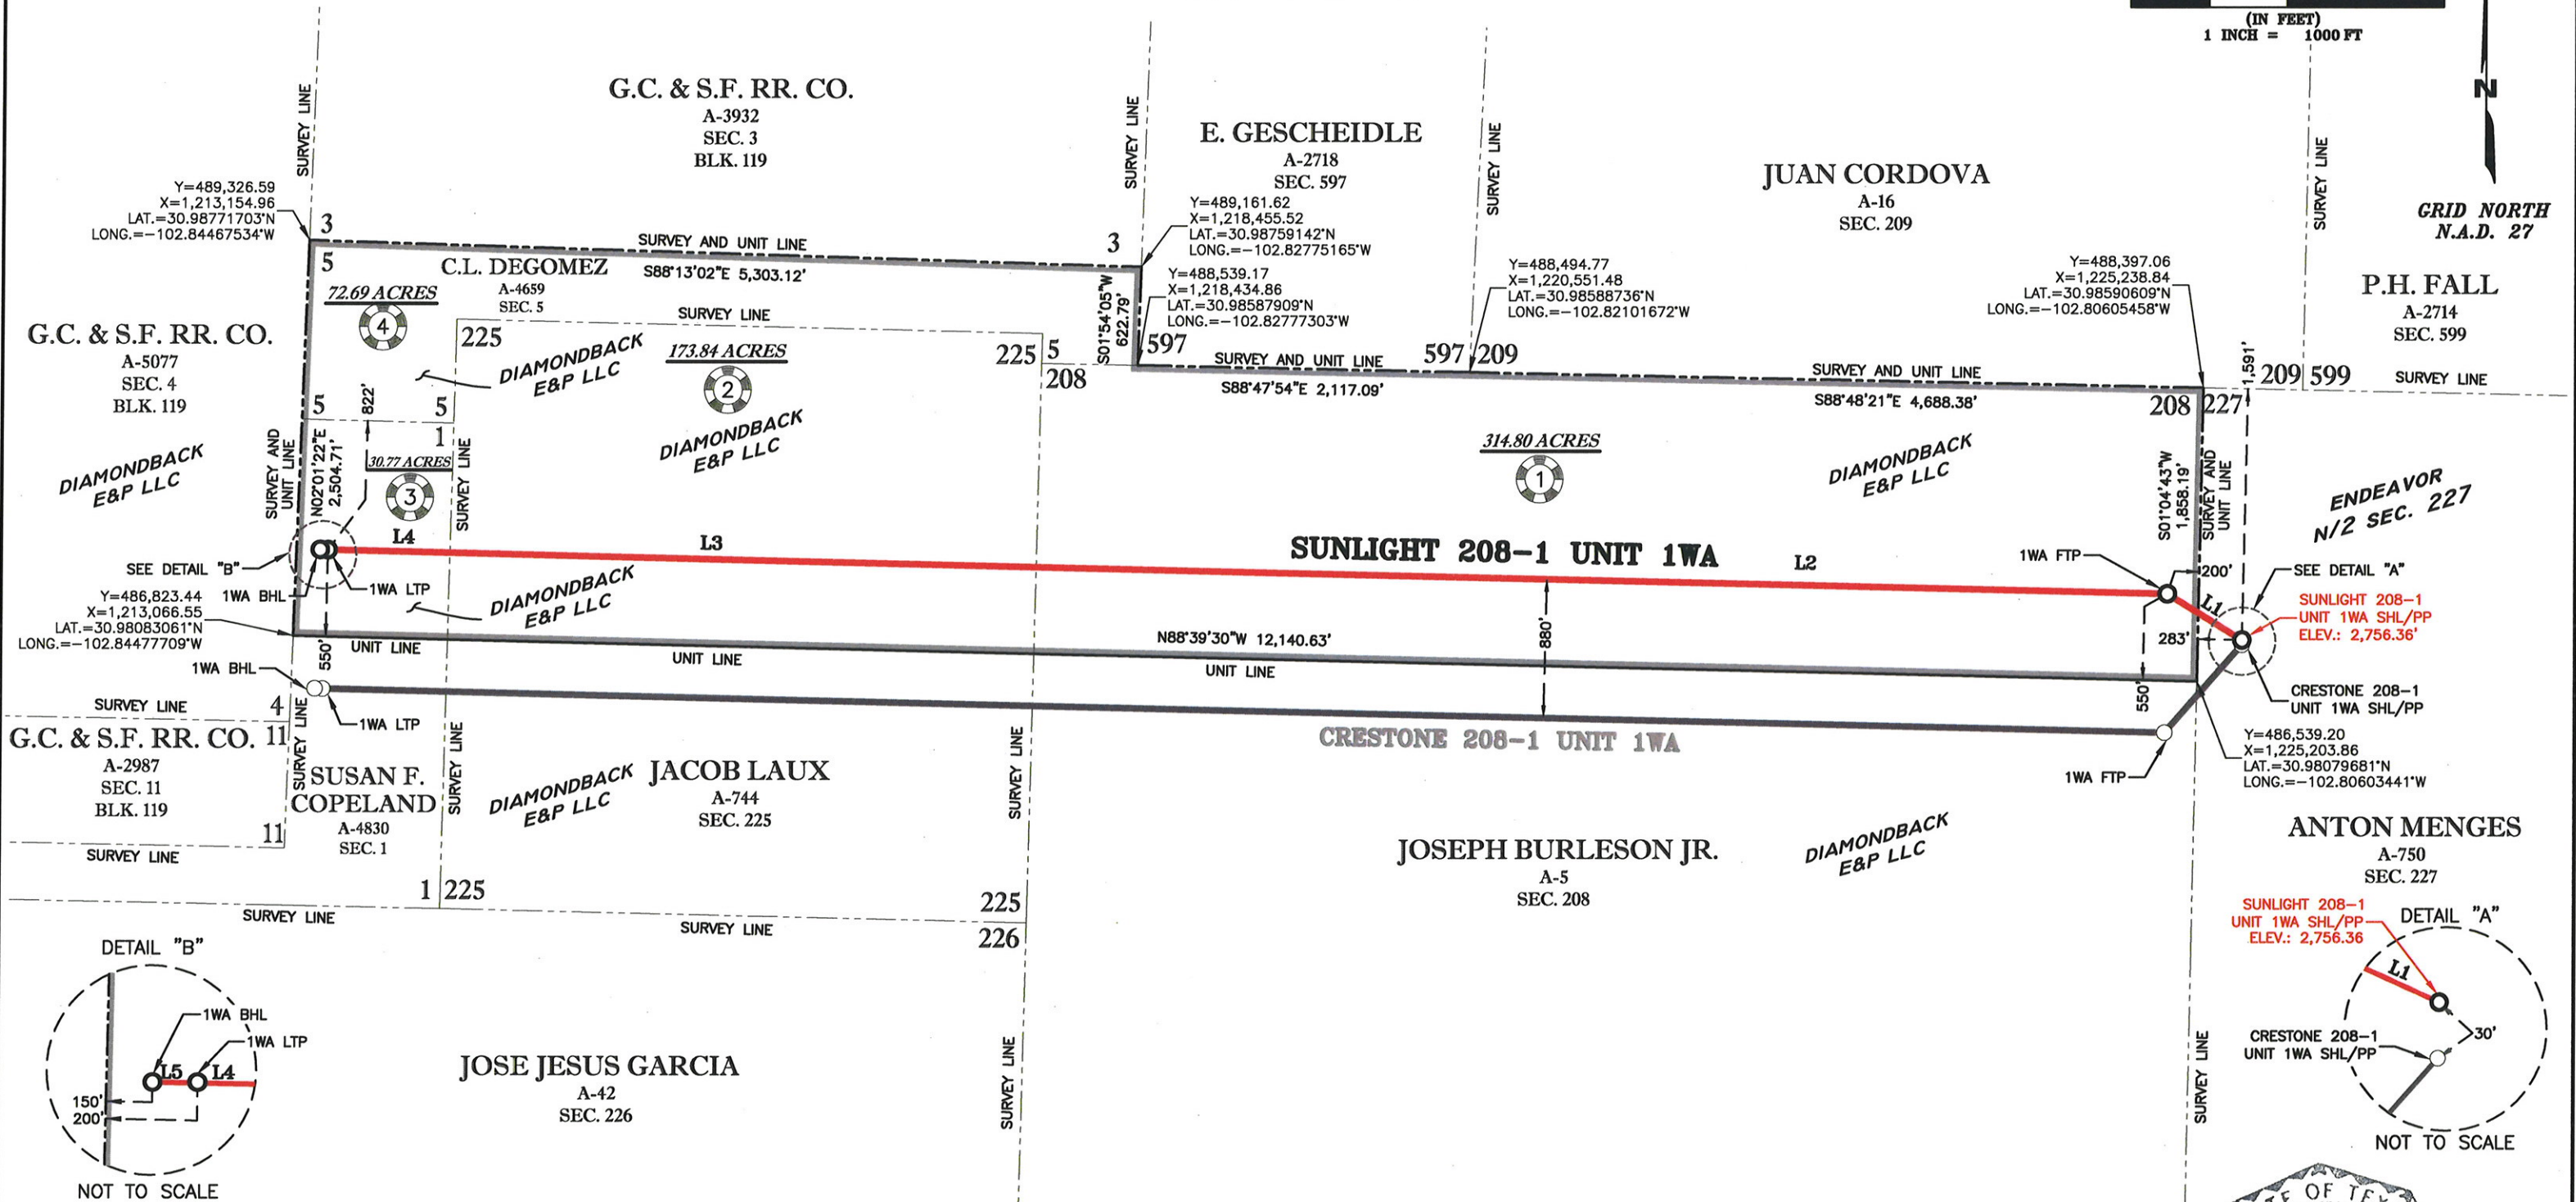 (IN FEET)
1 INCH = 1000 FT
N
GRID NORTH
N.A.D. 27
SURVEY LINE
G.C. & S.F. RR. CO.
A-3932
SEC. 3
BLK. 119
SURVEY LINE
E. GESCHEIDLE
A-2718
SEC. 597
SURVEY LINE
JUAN CORDOVA
A-16
SEC. 209
SURVEY LINE
P.H. FALL
A-2714
SEC. 599
Y=489,326.59
X=1,213,154.96
LAT.=30.98771703°N
LONG.=-102.84467534°W
Y=489,161.62
X=1,218,455.52
LAT.=30.98759142°N
LONG.=-102.82775165°W
Y=488,539.17
X=1,218,434.86
LAT.=30.98587909°N
LONG.=-102.82777303°W
Y=488,494.77
X=1,220,551.48
LAT.=30.98588736°N
LONG.=-102.82101672°W
Y=488,397.06
X=1,225,238.84
LAT.=30.98590609°N
LONG.=-102.80605458°W
3
SURVEY AND UNIT LINE
3
5
C.L. DEGOMEZ
A-4659
SEC. 5
S88°13'02"E 5,303.12'
72.69 ACRES
4
SURVEY LINE
225
DIAMONDBACK
E&P LLC
173.84 ACRES
2
225
5
208
S01°54'05"W
622.79'
597
SURVEY AND UNIT LINE
597
209
S88°47'54"E 2,117.09'
SURVEY AND UNIT LINE
S88°48'21"E 4,688.38'
1,591'
209
599
SURVEY LINE
208
227
G.C. & S.F. RR. CO.
A-5077
SEC. 4
BLK. 119
DIAMONDBACK
E&P LLC
5
822'
5
1
SURVEY AND
UNIT LINE
N02°01'22"E
2,504.71'
30.77 ACRES
3
SURVEY LINE
DIAMONDBACK
E&P LLC
314.80 ACRES
1
DIAMONDBACK
E&P LLC
S01°04'43"W
1,858.19'
SURVEY AND
UNIT LINE
ENDEAVOR
N/2 SEC. 227
L4
L3
SUNLIGHT 208-1 UNIT 1WA
L2
1WA FTP
200'
L1
SEE DETAIL "A"
SUNLIGHT 208-1
UNIT 1WA SHL/PP
ELEV.: 2,756.36'
283'
SEE DETAIL "B"
1WA BHL
1WA LTP
DIAMONDBACK
E&P LLC
Y=486,823.44
X=1,213,066.55
LAT.=30.98083061°N
LONG.=-102.84477709°W
550'
UNIT LINE
UNIT LINE
N88°39'30"W 12,140.63'
UNIT LINE
880'
550'
CRESTONE 208-1
UNIT 1WA SHL/PP
1WA BHL
1WA LTP
CRESTONE 208-1 UNIT 1WA
1WA FTP
Y=486,539.20
X=1,225,203.86
LAT.=30.98079681°N
LONG.=-102.80603441°W
SURVEY LINE
4
11
G.C. & S.F. RR. CO.
A-2987
SEC. 11
BLK. 119
11
SURVEY LINE
SURVEY LINE
SUSAN F.
COPELAND
A-4830
SEC. 1
SURVEY LINE
DIAMONDBACK
E&P LLC
JACOB LAUX
A-744
SEC. 225
SURVEY LINE
JOSEPH BURLESON JR.
A-5
SEC. 208
DIAMONDBACK
E&P LLC
ANTON MENGES
A-750
SEC. 227
1
225
SURVEY LINE
SURVEY LINE
225
226
DETAIL "B"
1WA BHL
1WA LTP
L5
L4
150'
200'
NOT TO SCALE
JOSE JESUS GARCIA
A-42
SEC. 226
SURVEY LINE
SURVEY LINE
SUNLIGHT 208-1
UNIT 1WA SHL/PP
ELEV.: 2,756.36
DETAIL "A"
L1
30'
CRESTONE 208-1
UNIT 1WA SHL/PP
NOT TO SCALE
OF